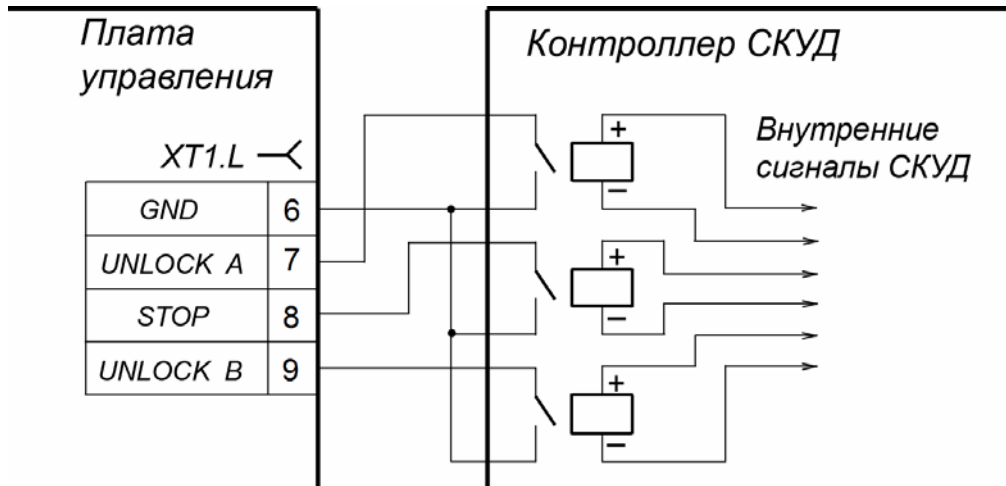 Плата
управления
XT1.L
GND 6
UNLOCK A 7
STOP 8
UNLOCK B 9
Контроллер СКУД
+
−
+
−
+
−
Внутренние
сигналы СКУД